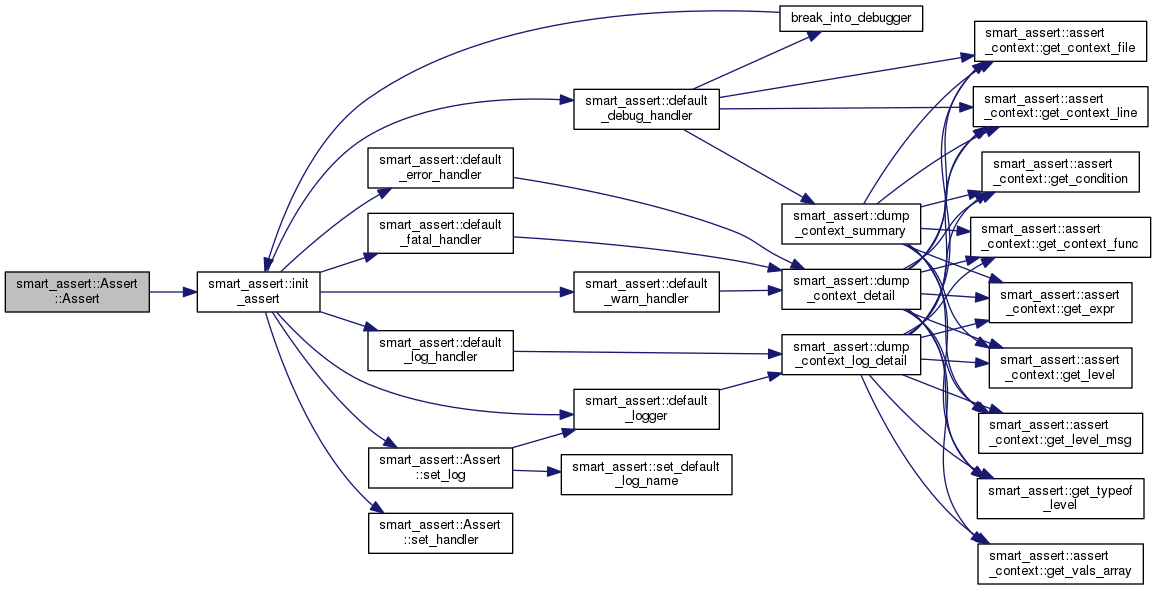 smart_assert::Assert
::Assert
smart_assert::init
_assert
smart_assert::default
_error_handler
smart_assert::default
_fatal_handler
smart_assert::default
_log_handler
smart_assert::Assert
::set_log
smart_assert::Assert
::set_handler
smart_assert::default
_debug_handler
smart_assert::default
_warn_handler
smart_assert::default
_logger
smart_assert::set_default
_log_name
break_into_debugger
smart_assert::dump
_context_summary
smart_assert::dump
_context_detail
smart_assert::dump
_context_log_detail
smart_assert::assert
_context::get_context_file
smart_assert::assert
_context::get_context_line
smart_assert::assert
_context::get_condition
smart_assert::assert
_context::get_context_func
smart_assert::assert
_context::get_expr
smart_assert::assert
_context::get_level
smart_assert::assert
_context::get_level_msg
smart_assert::get_typeof
_level
smart_assert::assert
_context::get_vals_array